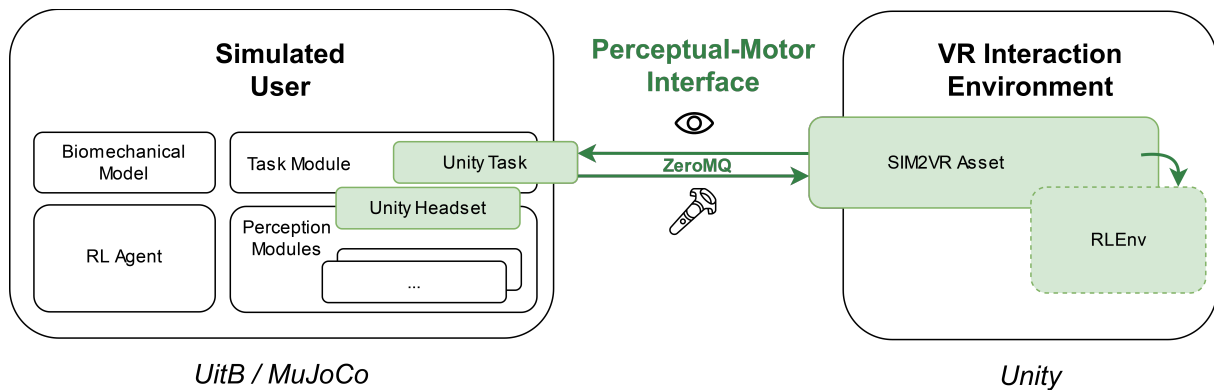 Simulated
User
Biomechanical
Model
Task Module
Unity Task
Unity Headset
RL Agent
Perception
Modules
...
UitB / MuJoCo
Perceptual-Motor
Interface
ZeroMQ
VR Interaction
Environment
SIM2VR Asset
RLEnv
Unity